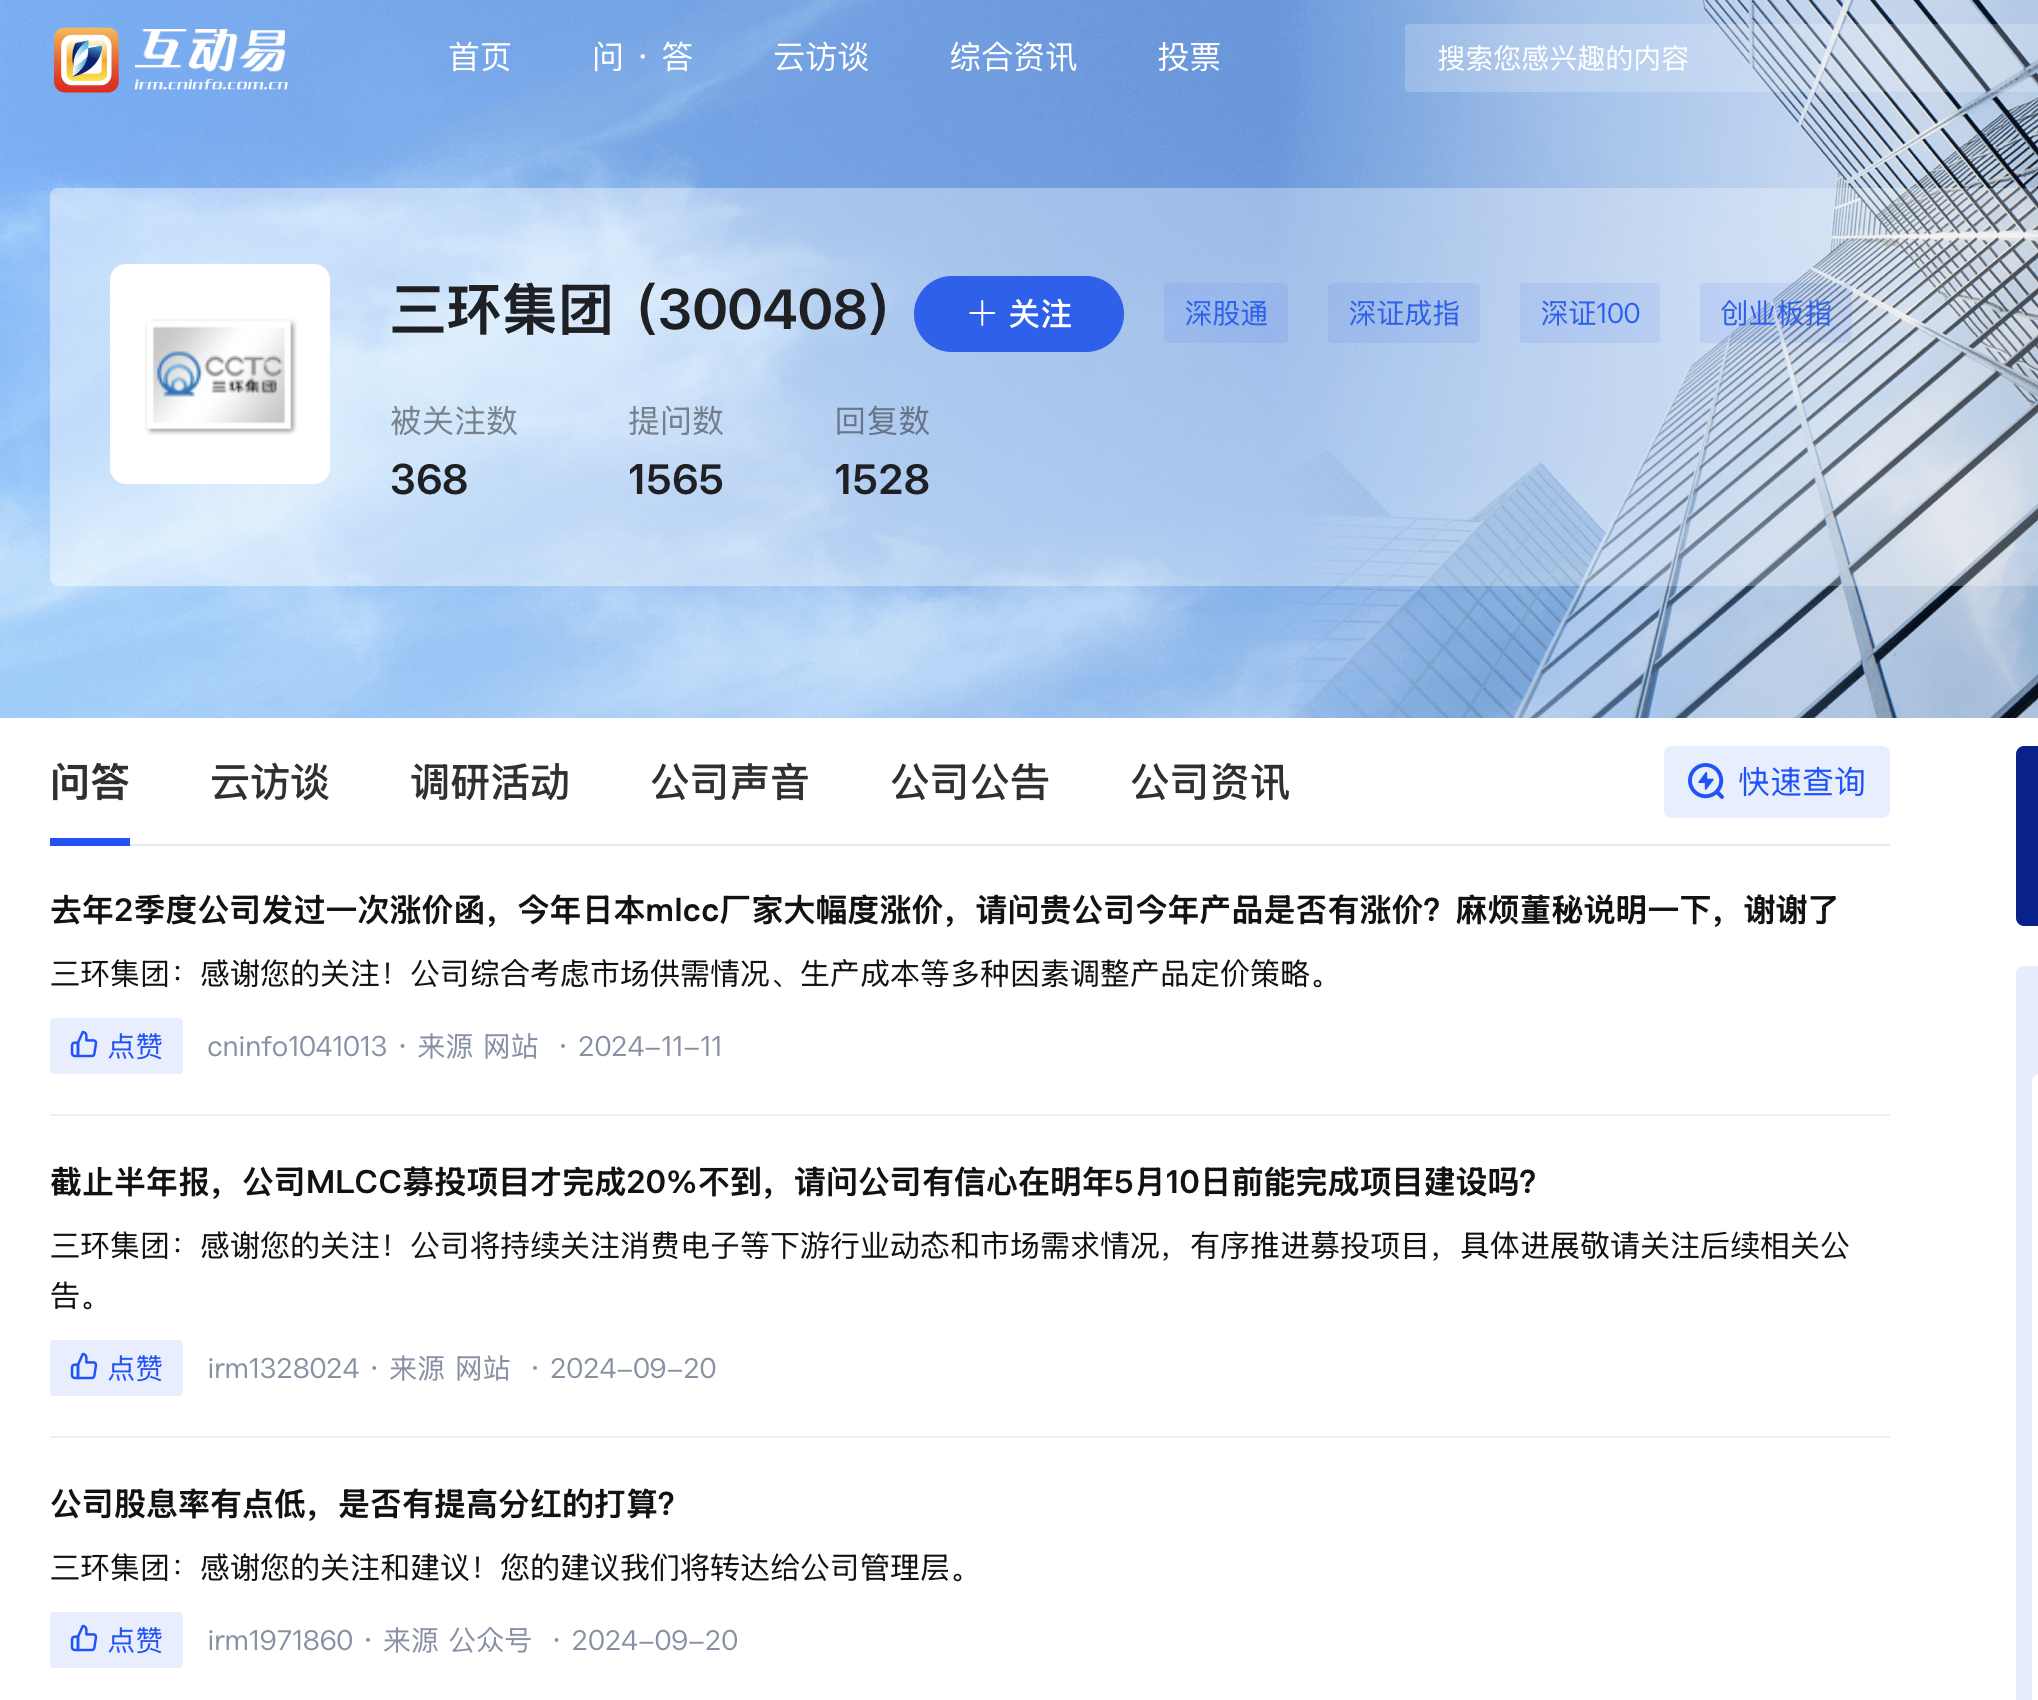 互动易
irm.cninfo.com.cn
首页 问 · 答 云访谈 综合资讯 投票 搜索您感兴趣的内容
三环集团（300408） + 关注 深股通 深证成指 深证100 创业板指
CCTC
三环集团
被关注数 提问数 回复数
368 1565 1528
问答 云访谈 调研活动 公司声音 公司公告 公司资讯 快速查询
去年2季度公司发过一次涨价函，今年日本mlcc厂家大幅度涨价，请问贵公司今年产品是否有涨价？麻烦董秘说明一下，谢谢了
三环集团：感谢您的关注！公司综合考虑市场供需情况、生产成本等多种因素调整产品定价策略。
点赞 cninfo1041013 · 来源 网站 · 2024-11-11
截止半年报，公司MLCC募投项目才完成20%不到，请问公司有信心在明年5月10日前能完成项目建设吗?
三环集团：感谢您的关注！公司将持续关注消费电子等下游行业动态和市场需求情况，有序推进募投项目，具体进展敬请关注后续相关公
告。
点赞 irm1328024 · 来源 网站 · 2024-09-20
公司股息率有点低，是否有提高分红的打算?
三环集团：感谢您的关注和建议！您的建议我们将转达给公司管理层。
点赞 irm1971860 · 来源 公众号 · 2024-09-20